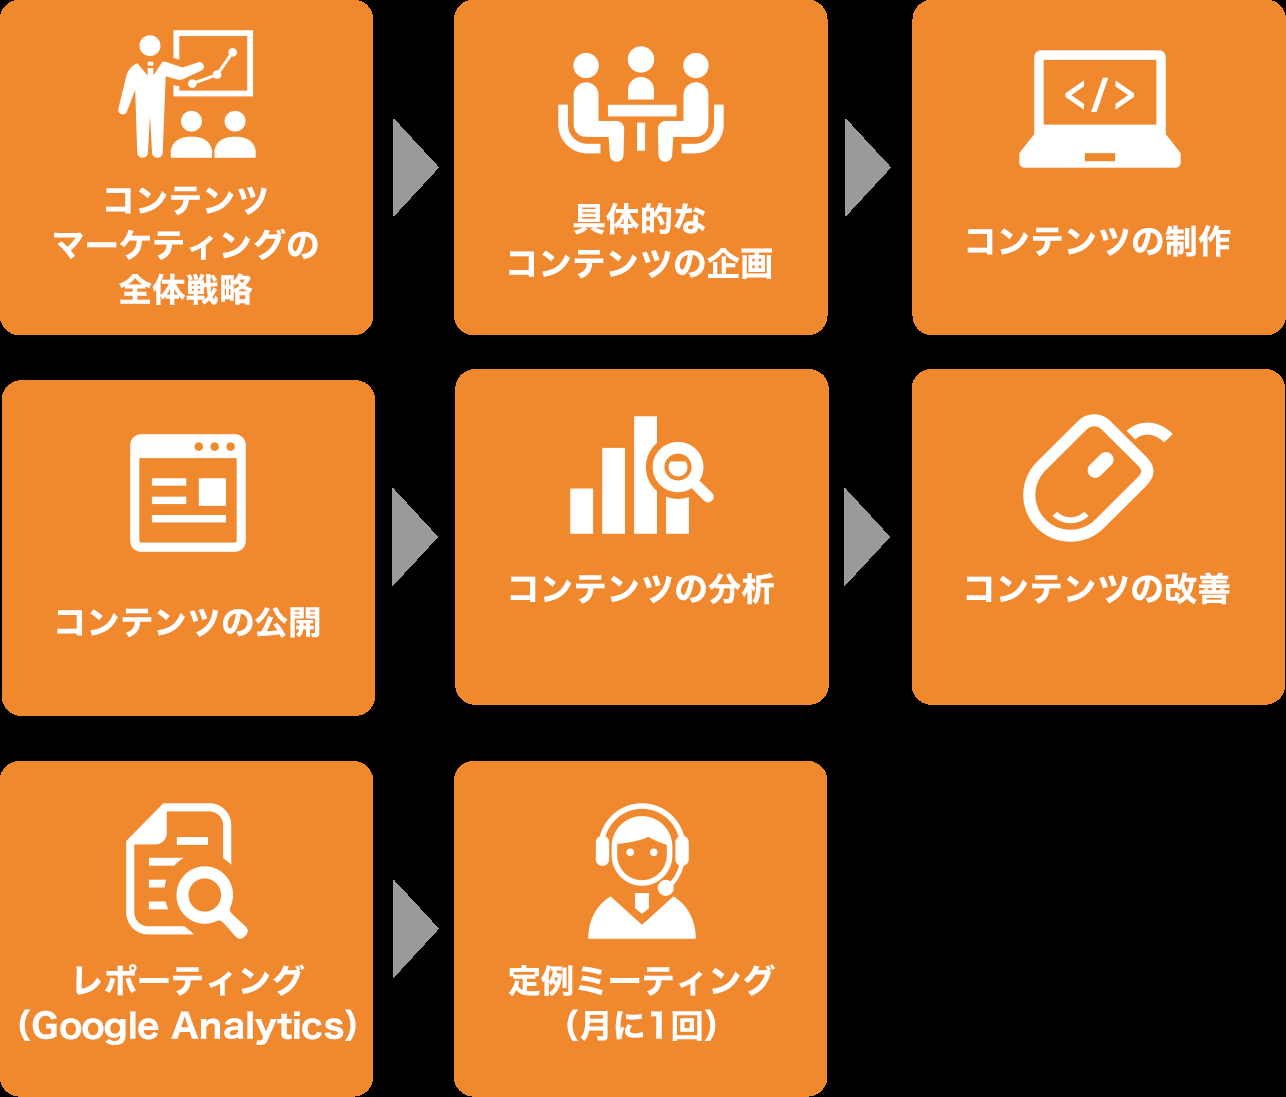 コンテンツ
マーケティングの
全体戦略
具体的な
コンテンツの企画
</>
コンテンツの制作
コンテンツの公開
コンテンツの分析
コンテンツの改善
レポーティング
（Google Analytics）
定例ミーティング
（月に1回）